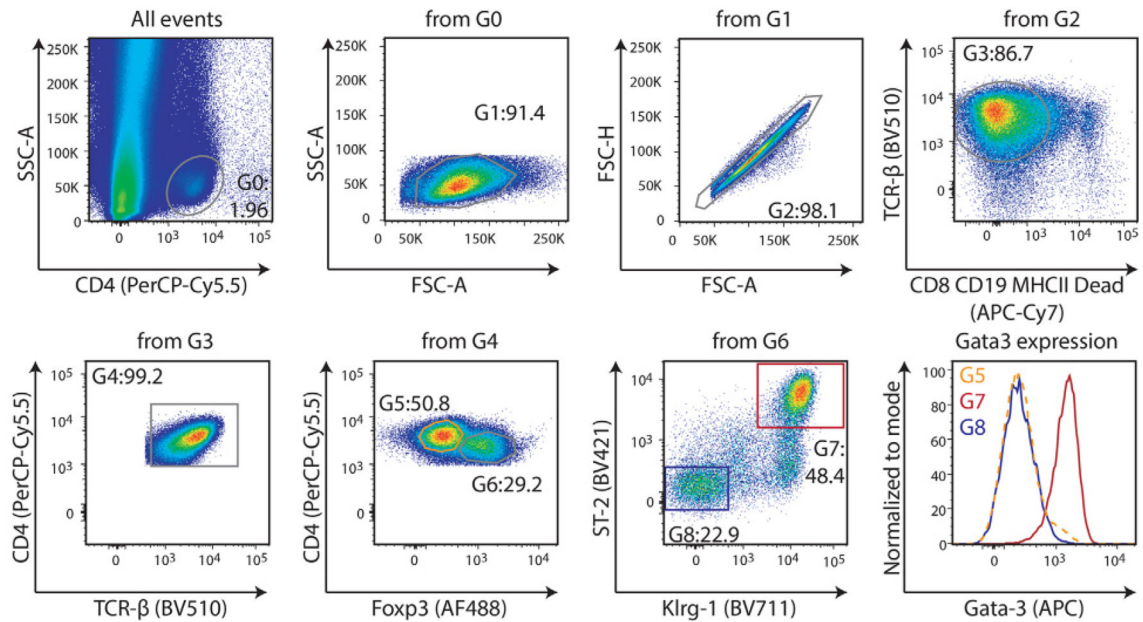 All events
250K
200K
150K
100K
50K
0
SSC-A
G0:
1.96
0
10³
10⁴
10⁵
CD4 (PerCP-Cy5.5)
from G0
250K
200K
150K
100K
50K
0
SSC-A
G1:91.4
0
50K
150K
250K
FSC-A
from G1
250K
200K
150K
100K
50K
0
FSC-H
G2:98.1
0
50K
150K
250K
FSC-A
from G2
10⁵
10⁴
10³
0
TCR-β (BV510)
G3:86.7
0
10³
10⁴
10⁵
CD8 CD19 MHCII Dead
(APC-Cy7)
from G3
10⁵
10⁴
10³
0
CD4 (PerCP-Cy5.5)
G4:99.2
0
10³
10⁴
10⁵
TCR-β (BV510)
from G4
10⁵
10⁴
10³
0
CD4 (PerCP-Cy5.5)
G5:50.8
G6:29.2
0
10³
10⁴
Foxp3 (AF488)
from G6
10⁴
10³
0
ST-2 (BV421)
G7:
48.4
G8:22.9
0
10³
10⁴
10⁵
Klrg-1 (BV711)
Gata3 expression
100
80
60
40
20
0
Normalized to mode
G5
G7
G8
0
10³
10⁴
Gata-3 (APC)